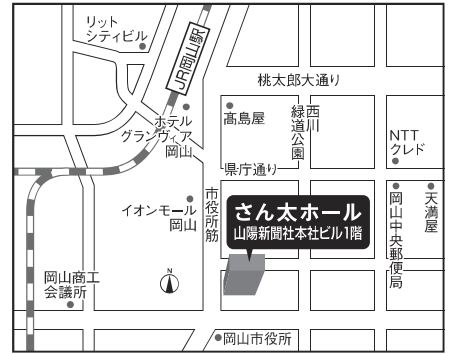 リット
シティビル
JR岡山駅
桃太郎大通り
ホテル
グランヴィア
岡山
髙島屋
西川
緑道公園
NTT
クレド
県庁通り
市役所筋
イオンモール
岡山
さん太ホール
山陽新聞社本社ビル1階
岡山中央郵便局
天満屋
岡山商工
会議所
N
岡山市役所